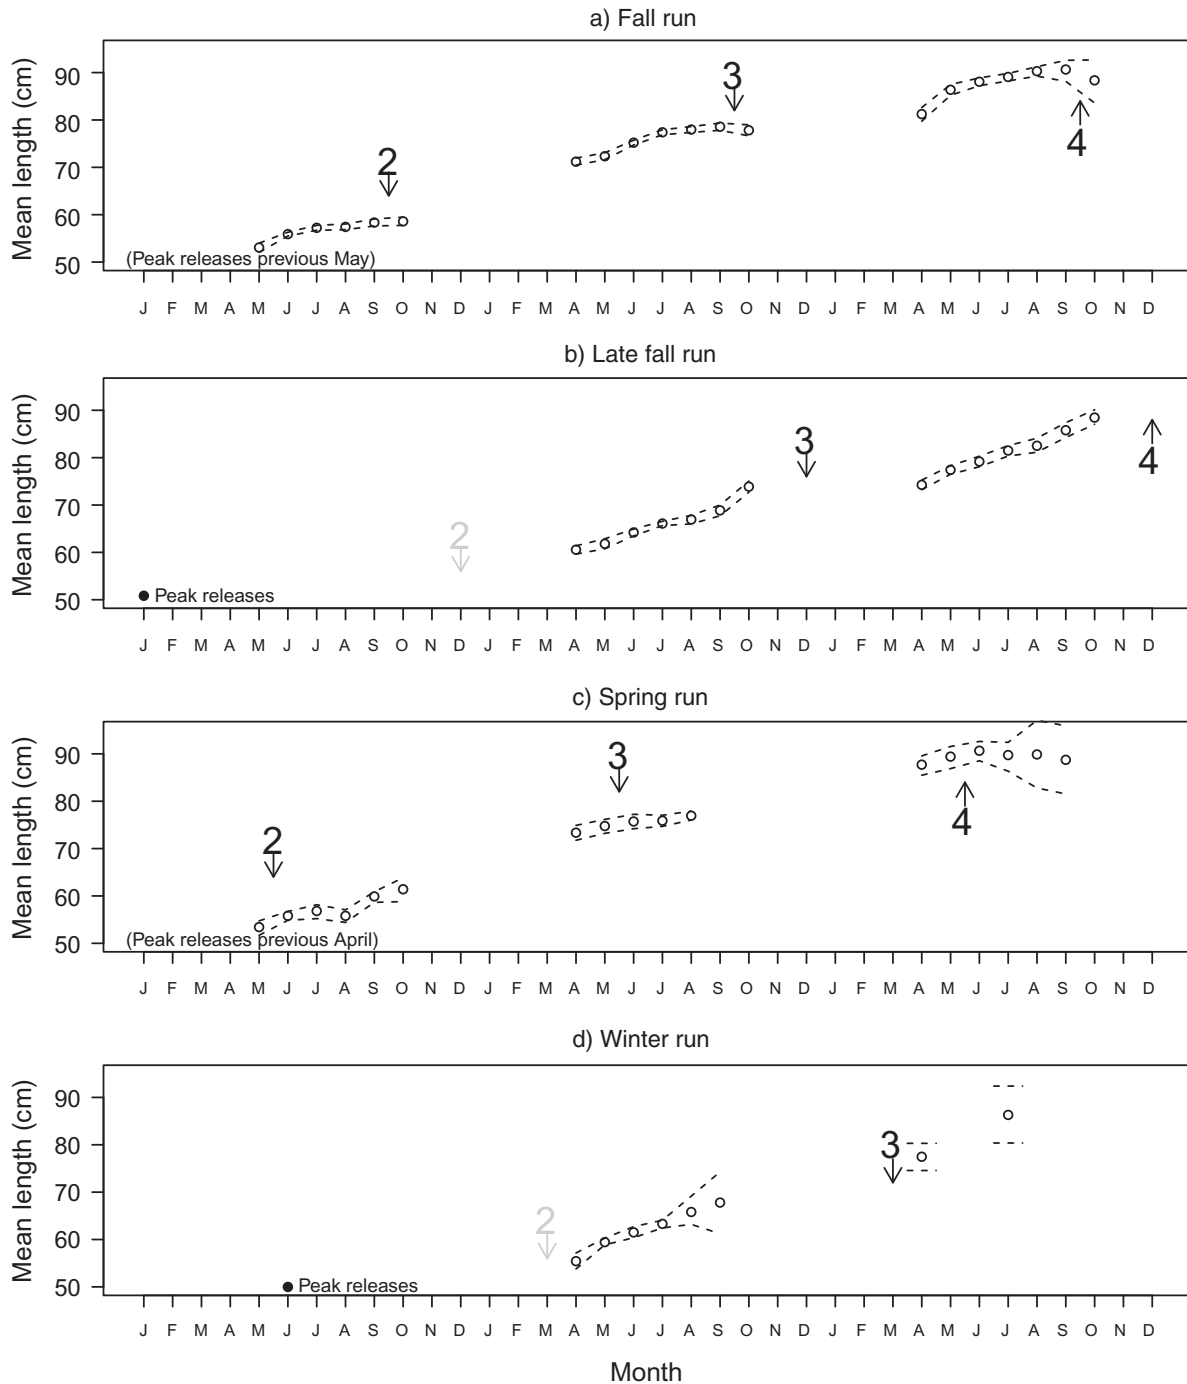 a) Fall run
Mean length (cm)
90
80
70
60
50
2
3
4
(Peak releases previous May)
J F M A M J J A S O N D J F M A M J J A S O N D J F M A M J J A S O N D
b) Late fall run
Mean length (cm)
90
80
70
60
50
2
3
4
Peak releases
J F M A M J J A S O N D J F M A M J J A S O N D J F M A M J J A S O N D
c) Spring run
Mean length (cm)
90
80
70
60
50
2
3
4
(Peak releases previous April)
J F M A M J J A S O N D J F M A M J J A S O N D J F M A M J J A S O N D
d) Winter run
Mean length (cm)
90
80
70
60
50
2
3
Peak releases
J F M A M J J A S O N D J F M A M J J A S O N D J F M A M J J A S O N D
Month